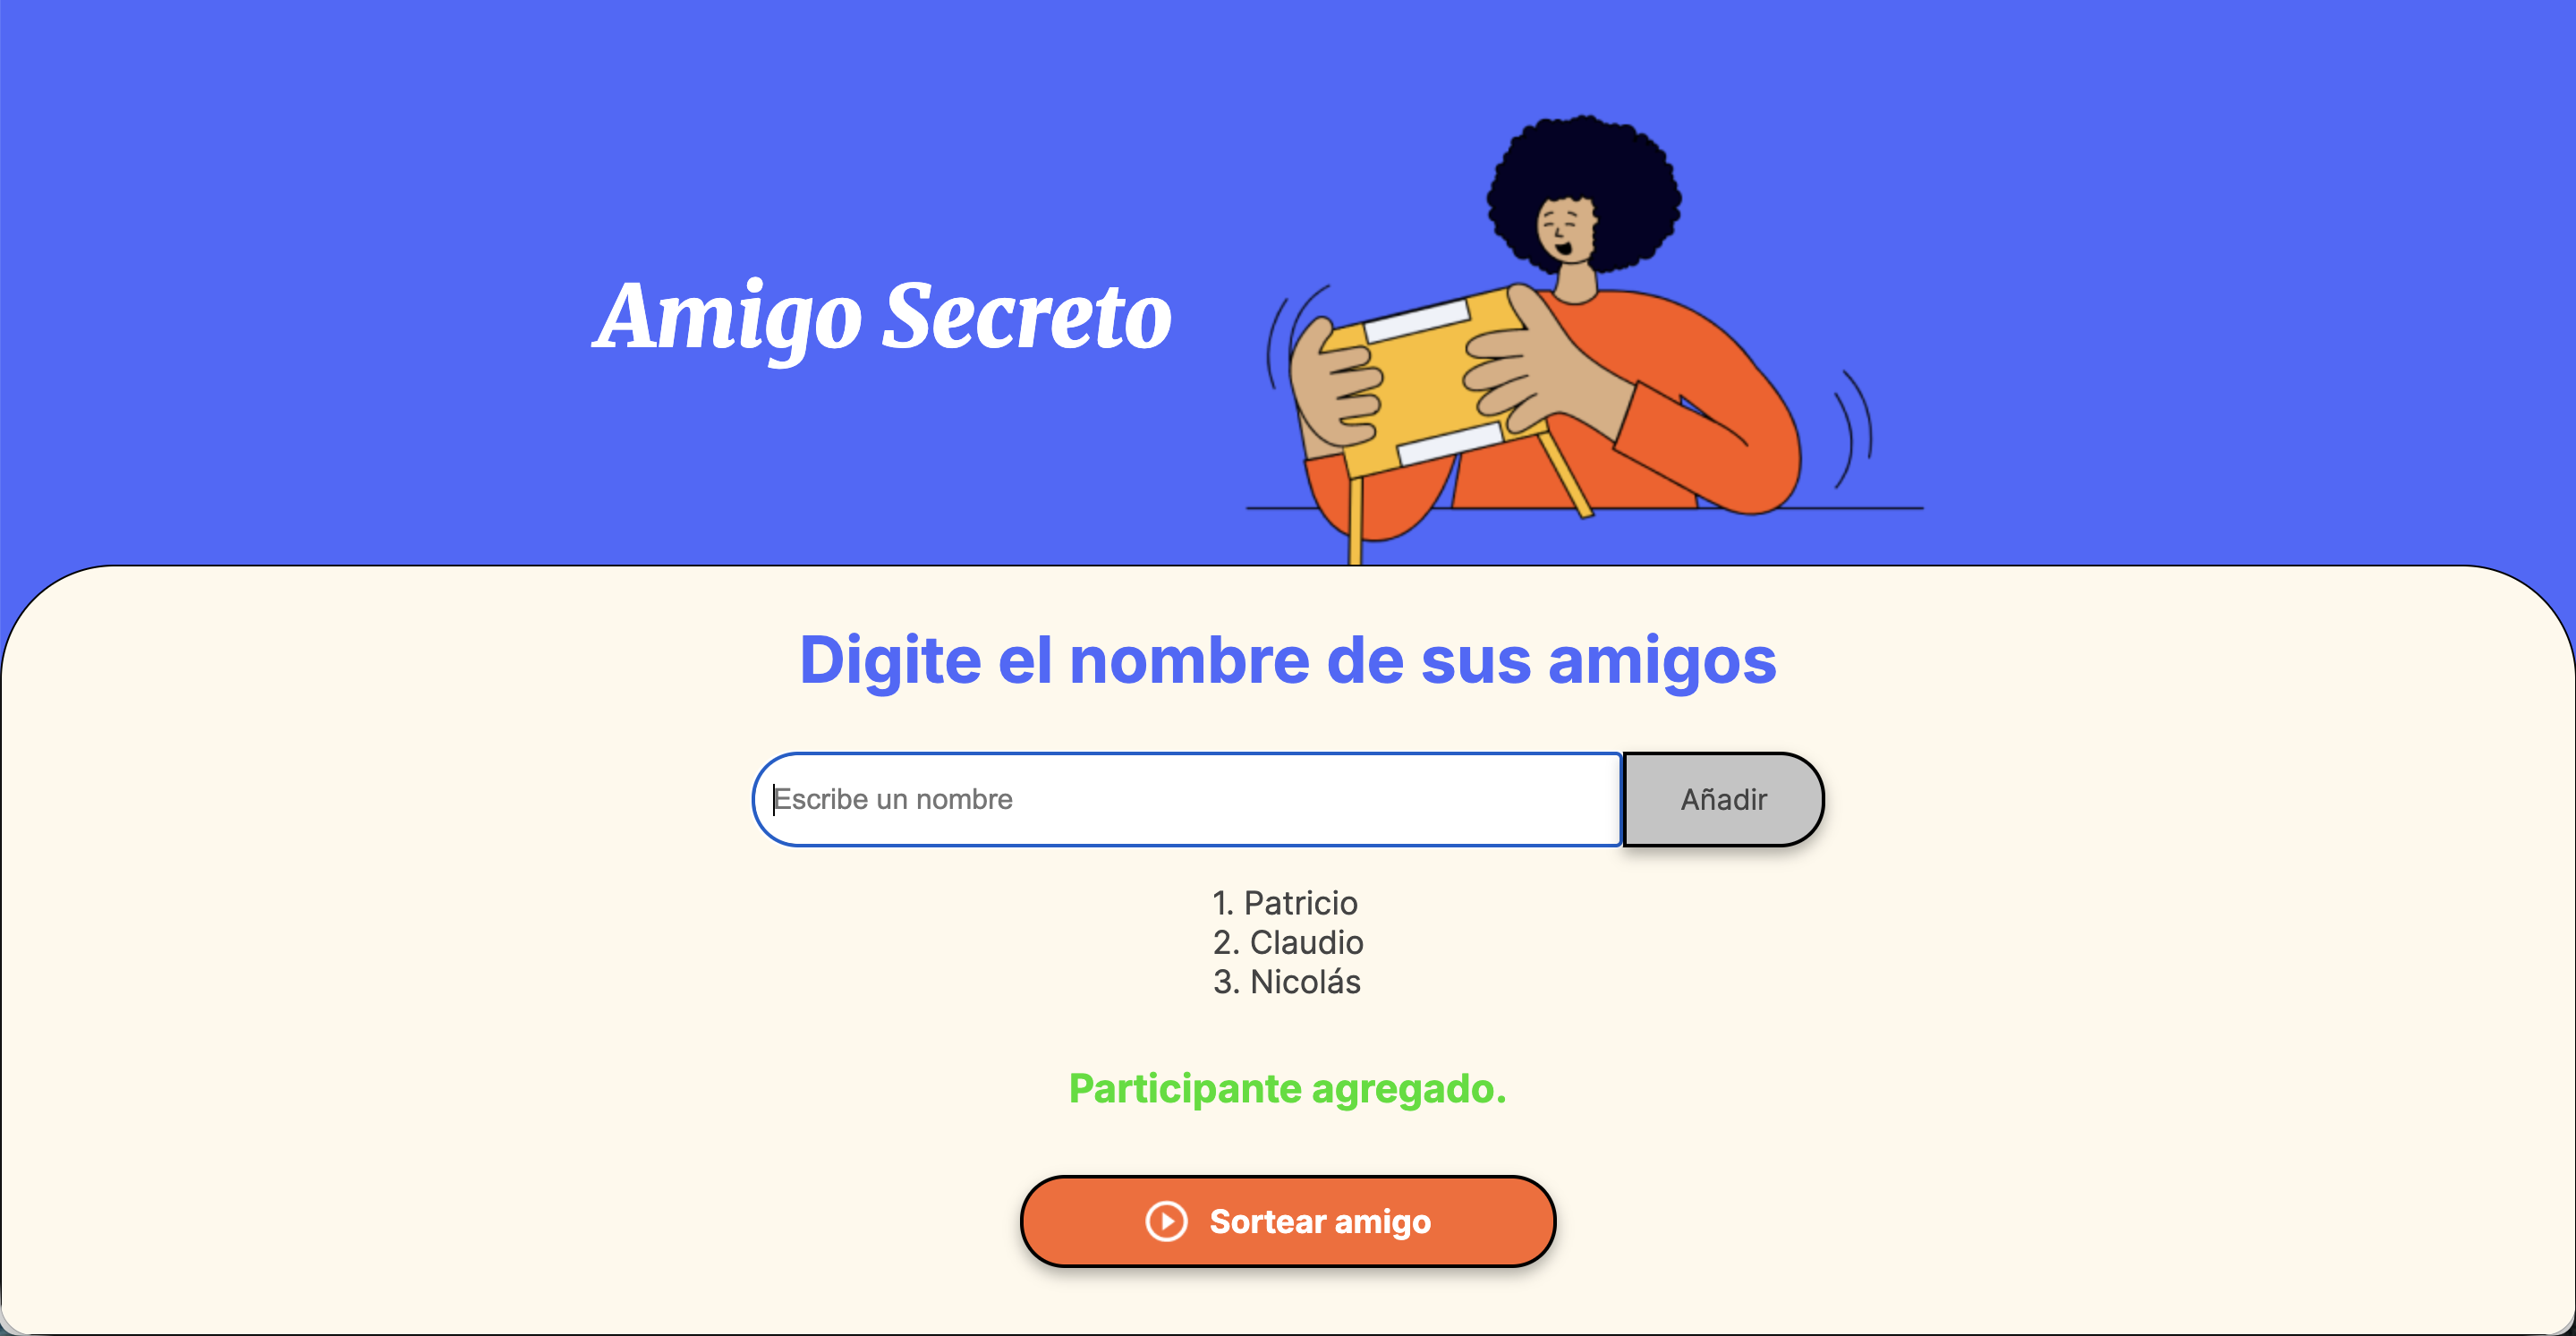 Amigo Secreto
Digite el nombre de sus amigos
Escribe un nombre
Añadir
1. Patricio
2. Claudio
3. Nicolás
Participante agregado.
Sortear amigo